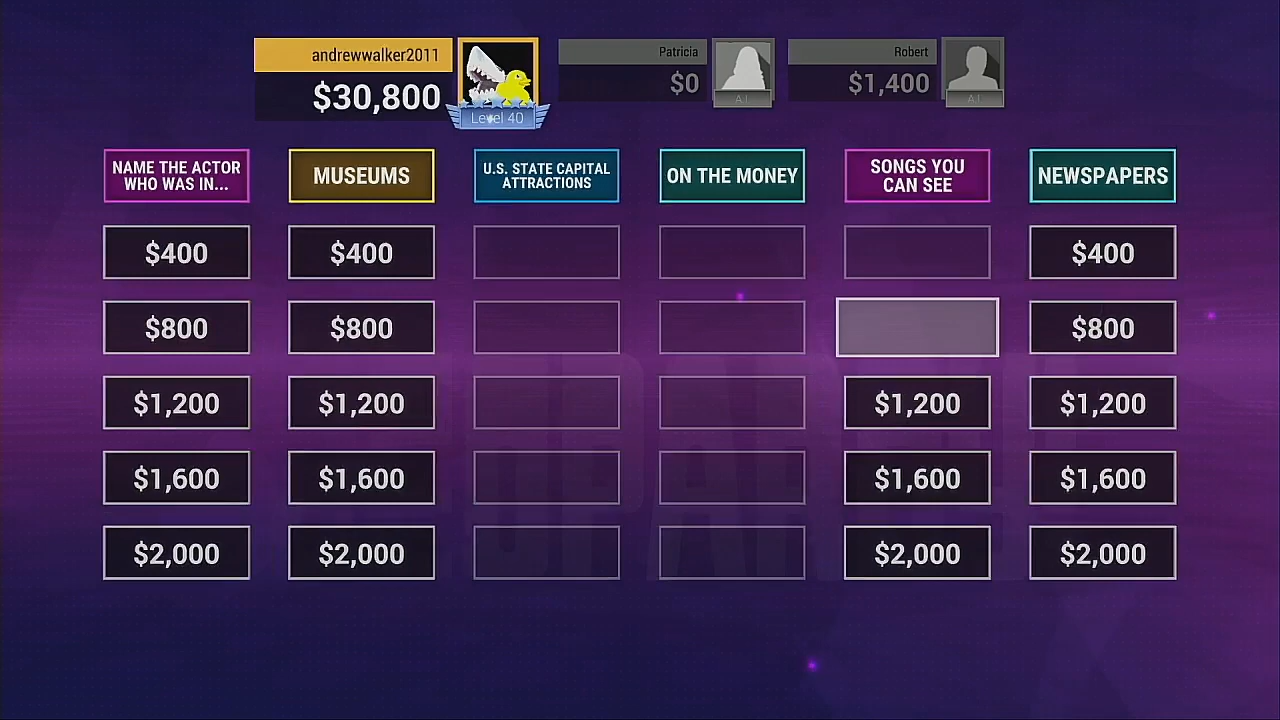 andrewwalker2011
$30,800
Level 40
Patricia
$0
A.I.
Robert
$1,400
A.I.
NAME THE ACTOR
WHO WAS IN...
MUSEUMS
U.S. STATE CAPITAL
ATTRACTIONS
ON THE MONEY
SONGS YOU
CAN SEE
NEWSPAPERS
$400 $400 $400
$800 $800 $800
$1,200 $1,200 $1,200 $1,200
$1,600 $1,600 $1,600 $1,600
$2,000 $2,000 $2,000 $2,000